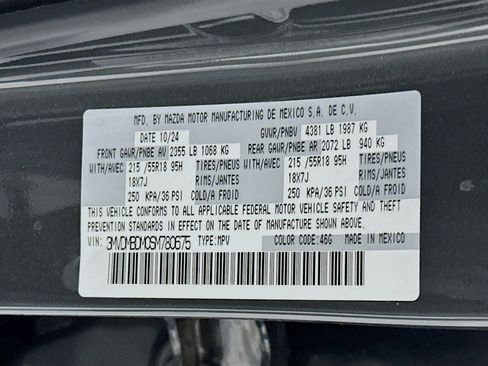 MFD. BY MAZDA MOTOR MANUFACTURING DE MEXICO S.A. DE C.V.
DATE 10/24 GVWR/PNBV 4381 LB 1987 KG
FRONT GAWR/PNBE AV 2355 LB 1068 KG REAR GAWR/PNBE AR 2072 LB 940 KG
WITH/AVEC 215 /55R18 95H TIRES/PNEUS WITH/AVEC 215 /55R18 95H TIRES/PNEUS
18X7J RIMS/JANTES 18X7J RIMS/JANTES
250 KPA/36 PSI COLD/A FROID 250 KPA/36 PSI COLD/A FROID
THIS VEHICLE CONFORMS TO ALL APPLICABLE FEDERAL MOTOR VEHICLE SAFETY AND THEFT
PREVENTION STANDARDS IN EFFECT ON THE DATE OF MANUFACTURE SHOWN ABOVE.
VIN: 3MVDMBDM0SM780675 TYPE: MPV COLOR CODE: 46G MADE IN MEXICO